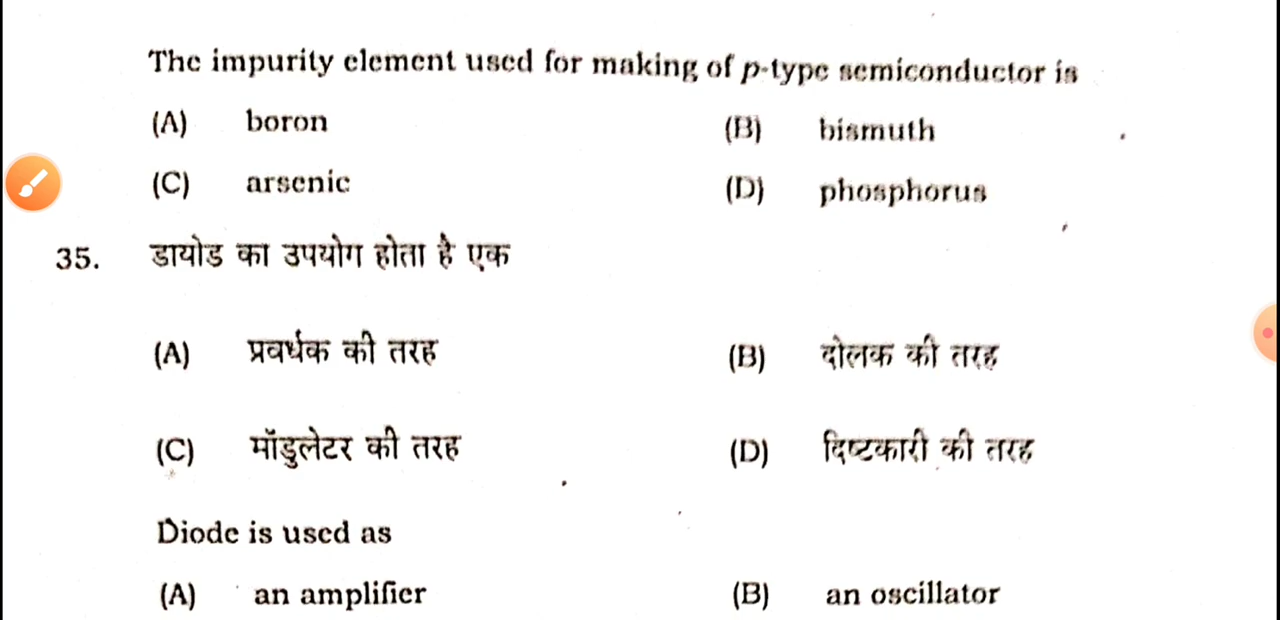 The impurity element used for making of p-type semiconductor is
(A) boron (B) bismuth
(C) arsenic (D) phosphorus
35. डायोड का उपयोग होता है एक
(A) प्रवर्धक की तरह (B) दोलक की तरह
(C) मॉडुलेटर की तरह (D) दिष्टकारी की तरह
Diode is used as
(A) an amplifier (B) an oscillator